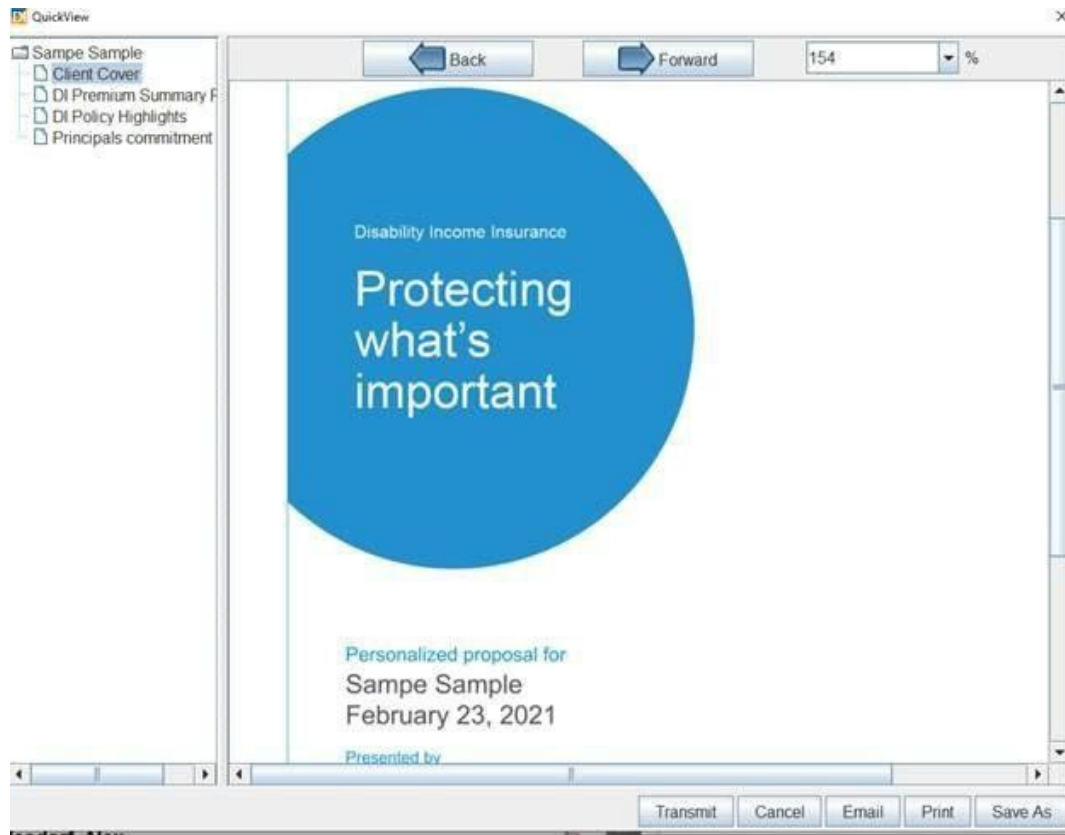 DI QuickView
Sampe Sample
Client Cover
DI Premium Summary F
DI Policy Highlights
Principals commitment
Back
Forward
154
%
Disability Income Insurance
Protecting
what's
important
Personalized proposal for
Sampe Sample
February 23, 2021
Presented by
Transmit
Cancel
Email
Print
Save As